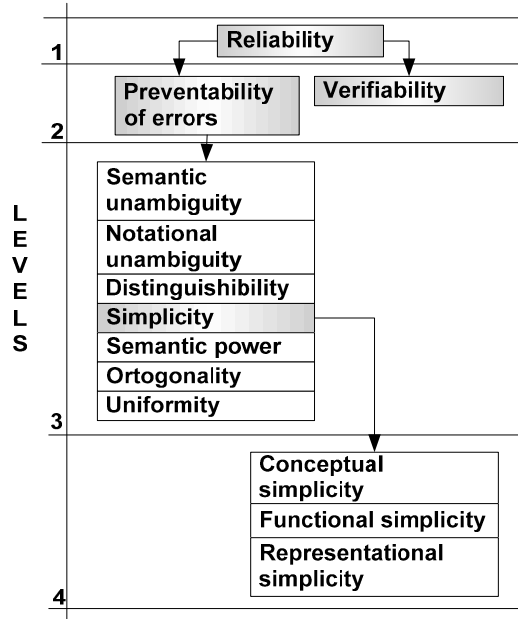 Reliability
1
Preventability
of errors
Verifiability
2
LEVELS
Semantic
unambiguity
Notational
unambiguity
Distinguishibility
Simplicity
Semantic power
Ortogonality
Uniformity
3
Conceptual
simplicity
Functional simplicity
Representational
simplicity
4